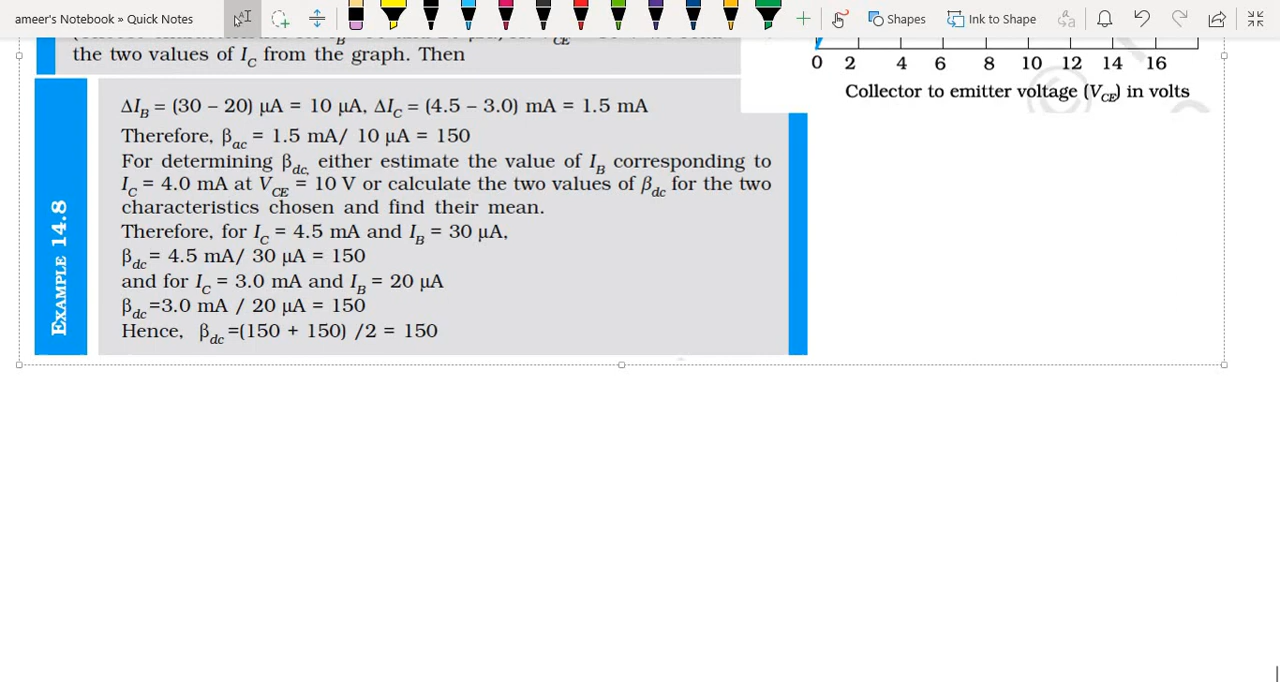 ameer's Notebook » Quick Notes
Shapes
Ink to Shape
the two values of I_C from the graph. Then
ΔI_B = (30 – 20) μA = 10 μA, ΔI_C = (4.5 – 3.0) mA = 1.5 mA
Therefore, β_ac = 1.5 mA/ 10 μA = 150
For determining β_dc, either estimate the value of I_B corresponding to
I_C = 4.0 mA at V_CE = 10 V or calculate the two values of β_dc for the two
characteristics chosen and find their mean.
Therefore, for I_C = 4.5 mA and I_B = 30 μA,
β_dc = 4.5 mA/ 30 μA = 150
and for I_C = 3.0 mA and I_B = 20 μA
β_dc =3.0 mA / 20 μA = 150
Hence, β_dc =(150 + 150) /2 = 150
EXAMPLE 14.8
0 2 4 6 8 10 12 14 16
Collector to emitter voltage (V_CE) in volts